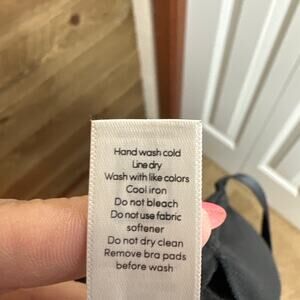 Hand wash cold
Line dry
Wash with like colors
Cool iron
Do not bleach
Do not use fabric
softener
Do not dry clean
Remove bra pads
before wash